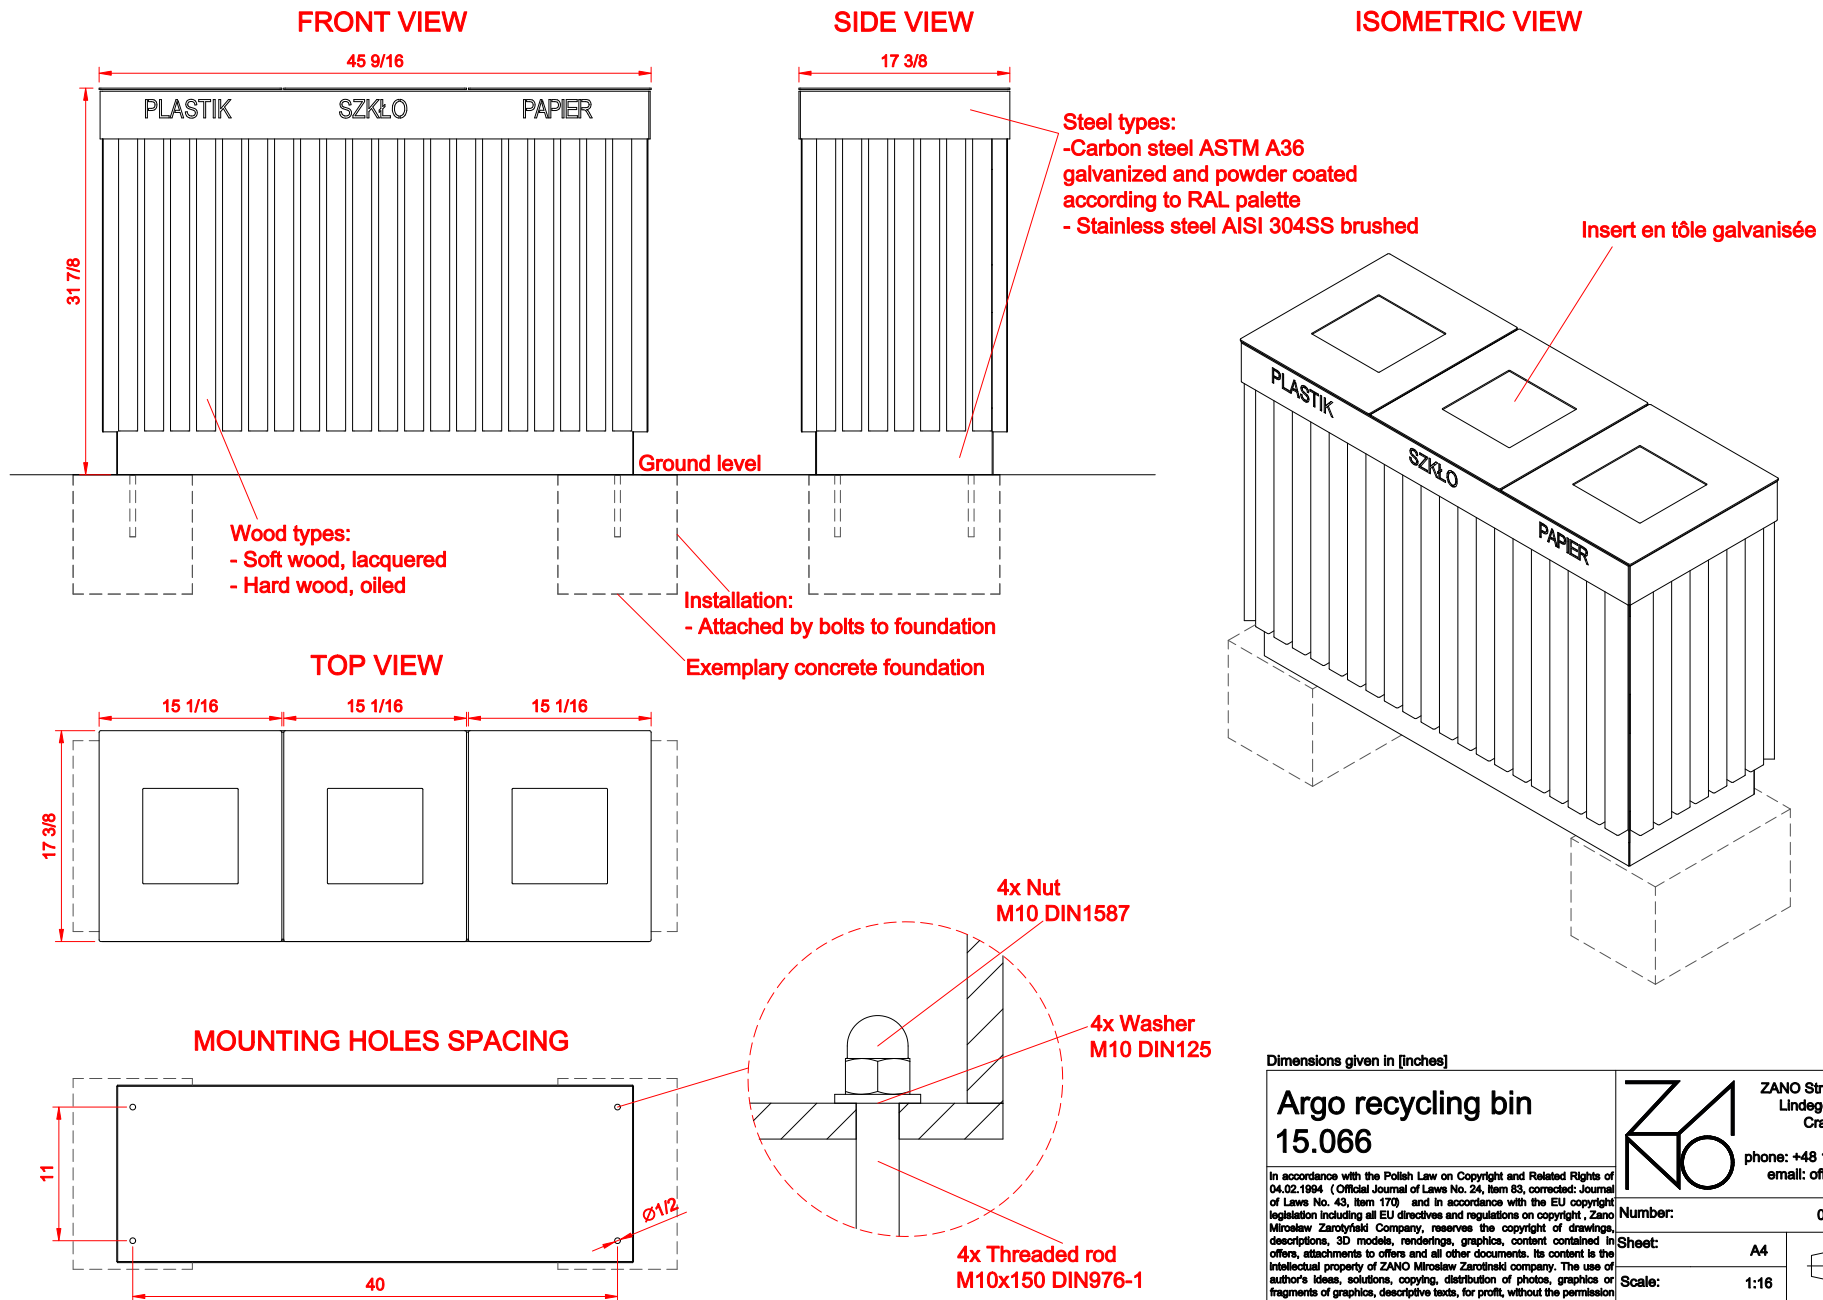 FRONT VIEW
SIDE VIEW
ISOMETRIC VIEW
45 9/16
17 3/8
PLASTIK
SZKŁO
PAPIER
31 7/8
Steel types:
-Carbon steel ASTM A36
galvanized and powder coated
according to RAL palette
- Stainless steel AISI 304SS brushed
Insert en tôle galvanisée
PLASTIK
SZKŁO
PAPIER
Ground level
Wood types:
- Soft wood, lacquered
- Hard wood, oiled
Installation:
- Attached by bolts to foundation
Exemplary concrete foundation
TOP VIEW
15 1/16
15 1/16
15 1/16
17 3/8
4x Nut
M10 DIN1587
4x Washer
M10 DIN125
4x Threaded rod
M10x150 DIN976-1
MOUNTING HOLES SPACING
11
Ø1/2
40
Dimensions given in [inches]
Argo recycling bin
15.066
In accordance with the Polish Law on Copyright and Related Rights of
04.02.1994 ( Official Journal of Laws No. 24, item 83, corrected: Journal
of Laws No. 43, item 170) and in accordance with the EU copyright
legislation including all EU directives and regulations on copyright , Zano
Mirosław Zarotyński Company, reserves the copyright of drawings,
descriptions, 3D models, renderings, graphics, content contained in
offers, attachments to offers and all other documents. Its content is the
intellectual property of ZANO Mirosław Zarotinski company. The use of
author's ideas, solutions, copying, distribution of photos, graphics or
fragments of graphics, descriptive texts, for profit, without the permission
ZANO
ZANO Str
Lindeg
Cra
phone: +48 1
email: off
Number:
0
Sheet:
A4
Scale:
1:16